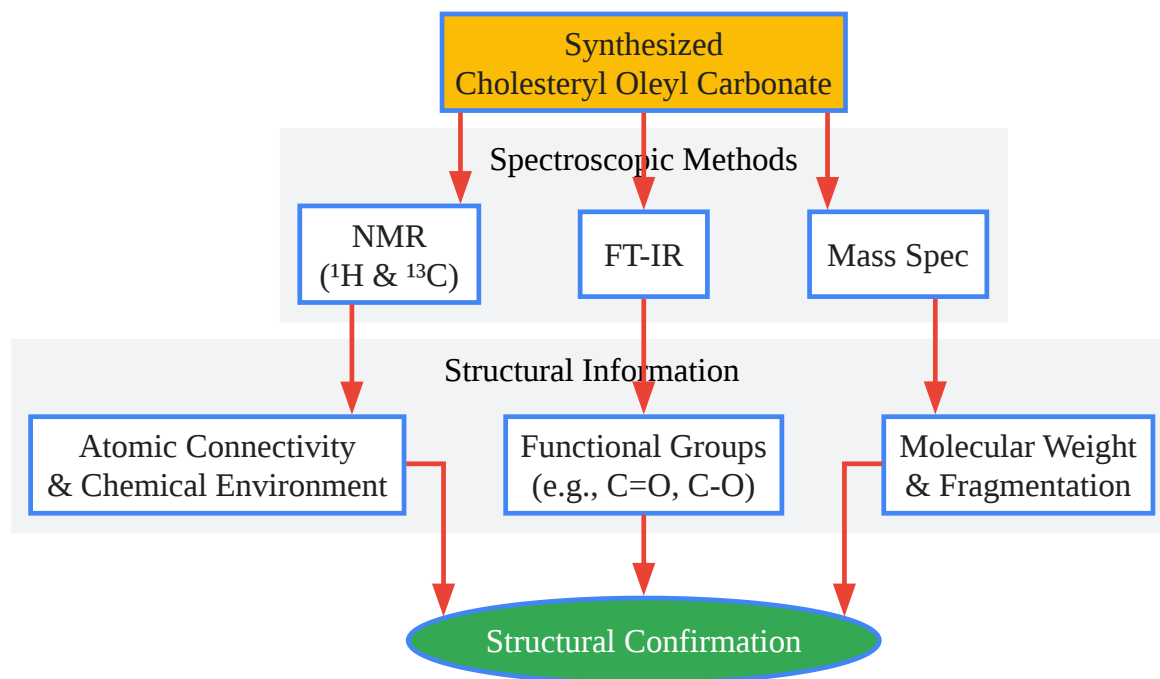 Synthesized
Cholesteryl Oleyl Carbonate
Spectroscopic Methods
NMR
(¹H & ¹³C)
FT-IR
Mass Spec
Structural Information
Atomic Connectivity
& Chemical Environment
Functional Groups
(e.g., C=O, C-O)
Molecular Weight
& Fragmentation
Structural Confirmation